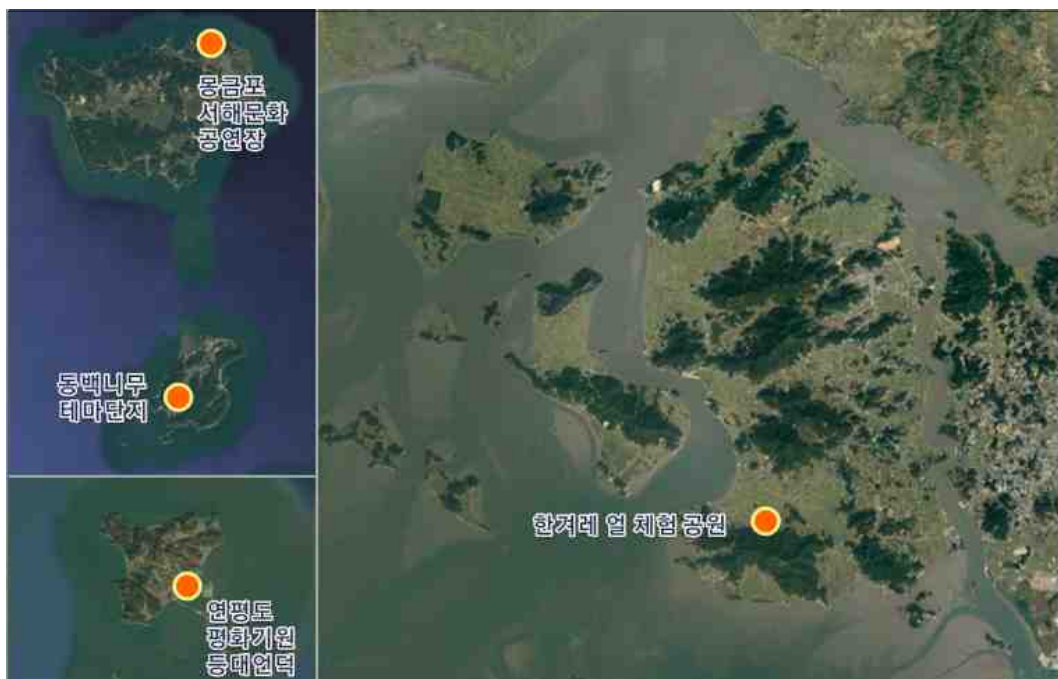 몽금포
서해문화
공연장
동백나무
테마단지
연평도
평화기원
등대언덕
한겨레 얼 체험 공원